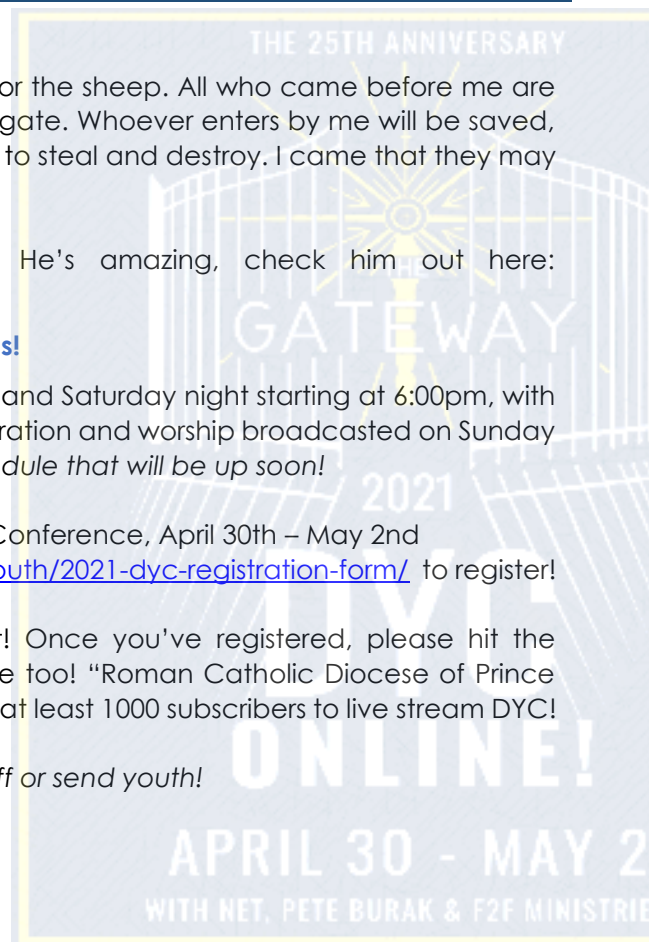 THE 25TH ANNIVERSARY
or the sheep. All who came before me are
gate. Whoever enters by me will be saved,
to steal and destroy. I came that they may
He’s amazing, check him out here:
THE
GATEWAY
s!
and Saturday night starting at 6:00pm, with
ration and worship broadcasted on Sunday
dule that will be up soon!
2021
Conference, April 30th – May 2nd
outh/2021-dyc-registration-form/ to register!
DYC
r! Once you’ve registered, please hit the
e too! “Roman Catholic Diocese of Prince
at least 1000 subscribers to live stream DYC!
ONLINE!
ff or send youth!
APRIL 30 - MAY 2
WITH NET, PETE BURAK & F2F MINISTRIE